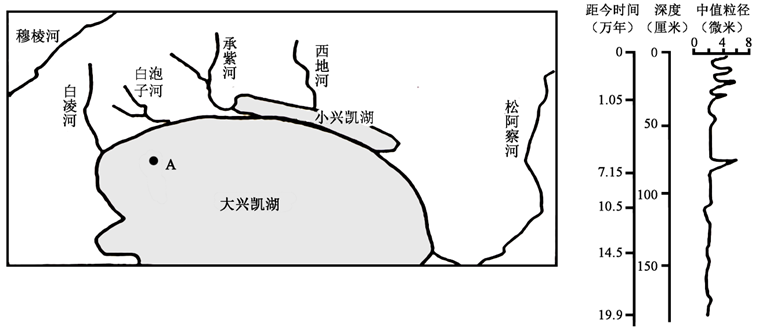 穆棱河
白凌河
白泡
子河
承紫河
西地河
小兴凯湖
松阿察河
A
大兴凯湖
距今时间
(万年)
深度
(厘米)
中值粒径
(微米)
0 4 8
0
1.05
7.15
10.5
14.5
19.9
0
50
100
150